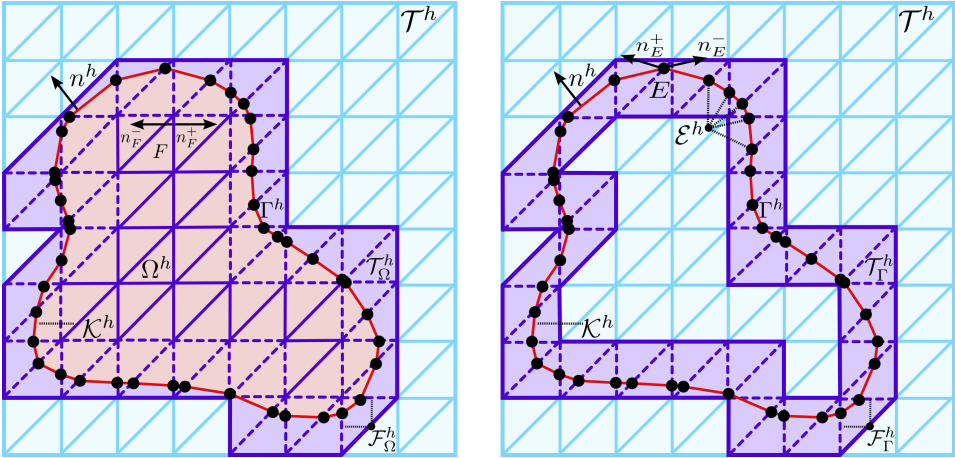 𝒯^h
n^h
n_F^- n_F^+
F
Γ^h
Ω^h
𝒯_Ω^h
𝒦^h
ℱ_Ω^h
𝒯^h
n_E^+ n_E^-
n^h
E
ℰ^h
Γ^h
𝒯_Γ^h
𝒦^h
ℱ_Γ^h